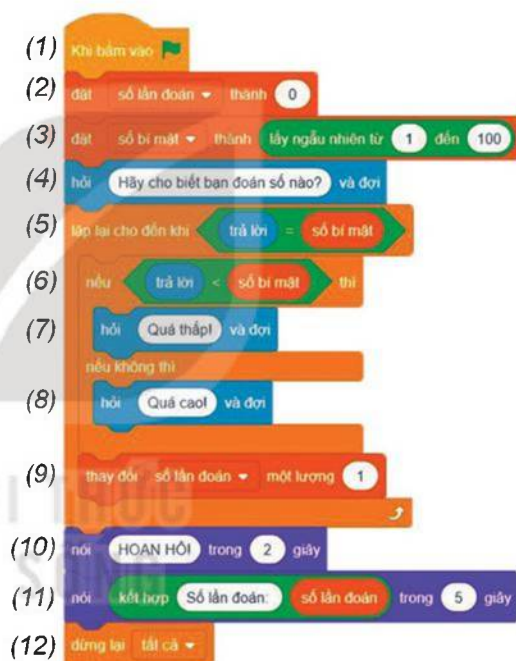 (1) Khi bấm vào
(2) đặt số lần đoán thành 0
(3) đặt số bí mật thành lấy ngẫu nhiên từ 1 đến 100
(4) hỏi Hãy cho biết bạn đoán số nào? và đợi
(5) lặp lại cho đến khi trả lời = số bí mật
(6) nếu trả lời < số bí mật thì
(7) hỏi Quá thấp! và đợi
nếu không thì
(8) hỏi Quá cao! và đợi
(9) thay đổi số lần đoán một lượng 1
(10) nói HOAN HÔ! trong 2 giây
(11) nói kết hợp Số lần đoán: số lần đoán trong 5 giây
(12) dừng lại tất cả